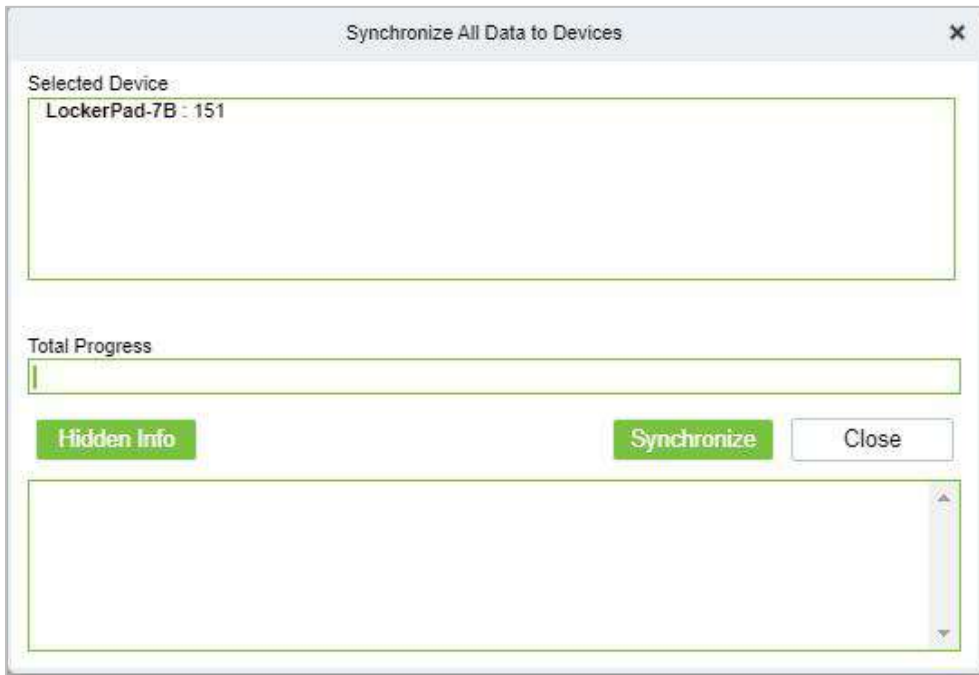 Synchronize All Data to Devices
Selected Device
LockerPad-7B : 151
Total Progress
Hidden Info Synchronize Close